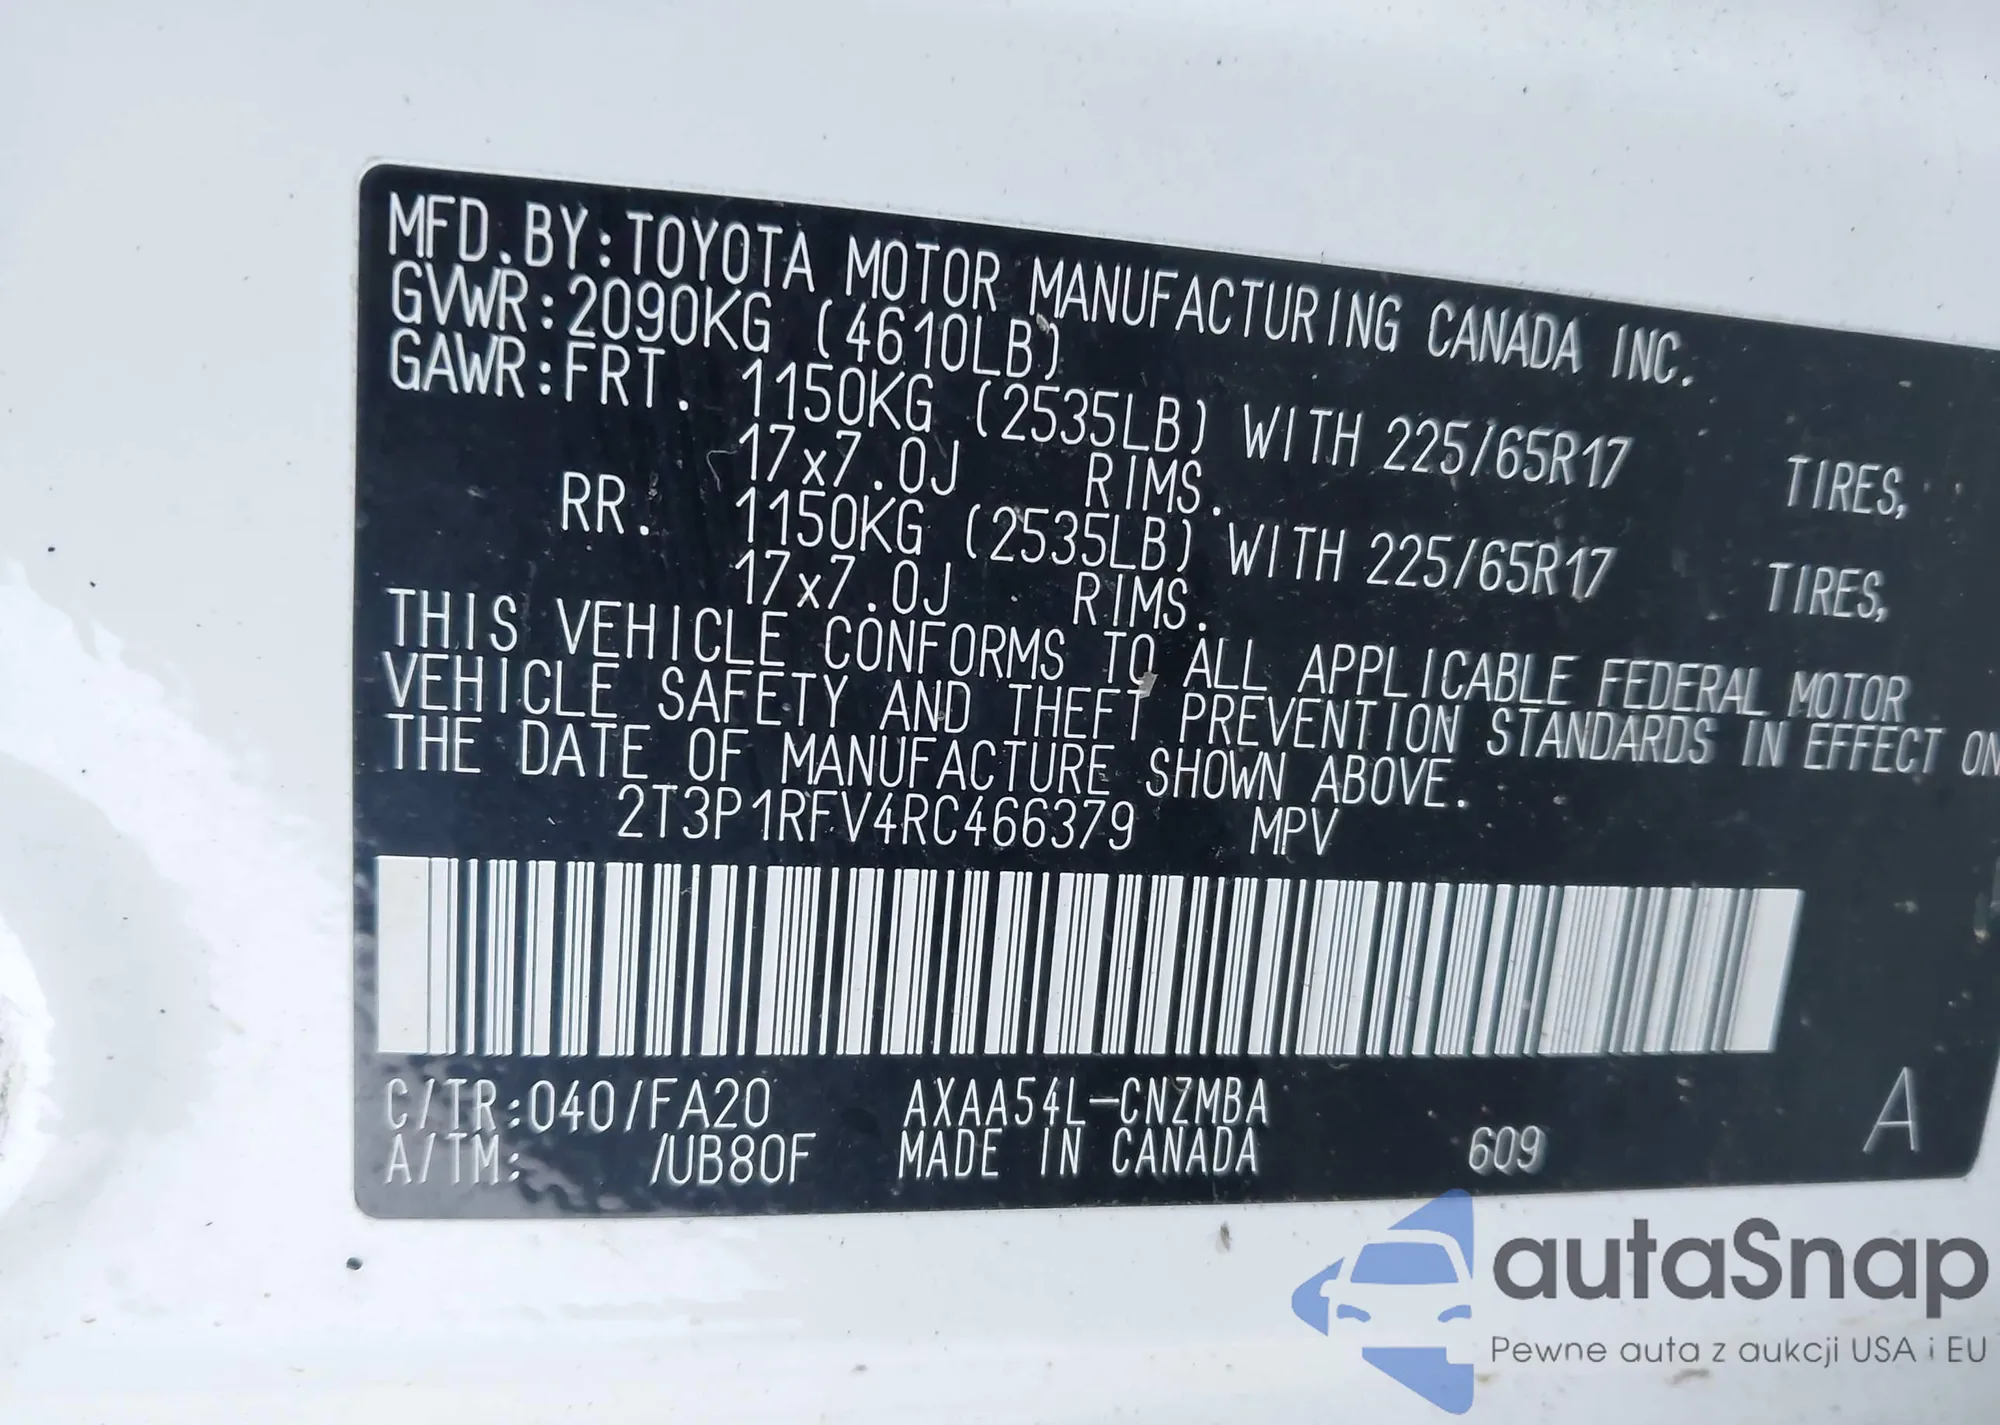 MFD.BY:TOYOTA MOTOR MANUFACTURING CANADA INC.
GVWR:2090KG (4610LB)
GAWR:FRT. 1150KG (2535LB) WITH 225/65R17 TIRES,
17x7.0J RIMS.
RR. 1150KG (2535LB) WITH 225/65R17 TIRES,
17x7.0J RIMS.
THIS VEHICLE CONFORMS TO ALL APPLICABLE FEDERAL MOTOR
VEHICLE SAFETY AND THEFT PREVENTION STANDARDS IN EFFECT ON
THE DATE OF MANUFACTURE SHOWN ABOVE.
2T3P1RFV4RC466379 MPV
C/TR:040/FA20 AXAA54L-CNZMBA
A/TM: /UB80F MADE IN CANADA 609 A
autaSnap
Pewne auta z aukcji USA i EU